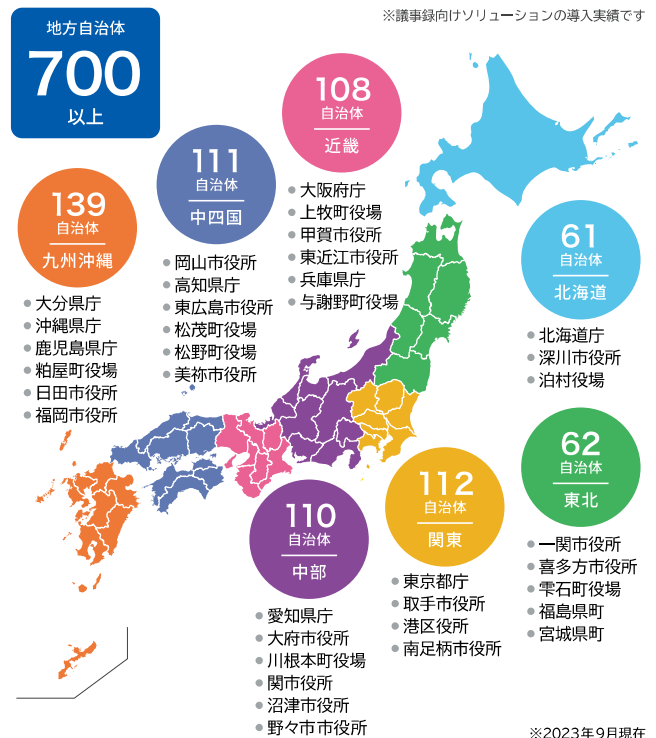 ※議事録向けソリューションの導入実績です
地方自治体
700
以上
108
自治体
近畿
大阪府庁
上牧町役場
甲賀市役所
東近江市役所
兵庫県庁
与謝野町役場
111
自治体
中四国
岡山市役所
高知県庁
東広島市役所
松茂町役場
松野町役場
美祢市役所
139
自治体
九州沖縄
大分県庁
沖縄県庁
鹿児島県庁
粕屋町役場
日田市役所
福岡市役所
61
自治体
北海道
北海道庁
深川市役所
泊村役場
62
自治体
東北
一関市役所
喜多方市役所
雫石町役場
福島県町
宮城県町
112
自治体
関東
東京都庁
取手市役所
港区役所
南足柄市役所
110
自治体
中部
愛知県庁
大府市役所
川根本町役場
関市役所
沼津市役所
野々市市役所
※2023年9月現在